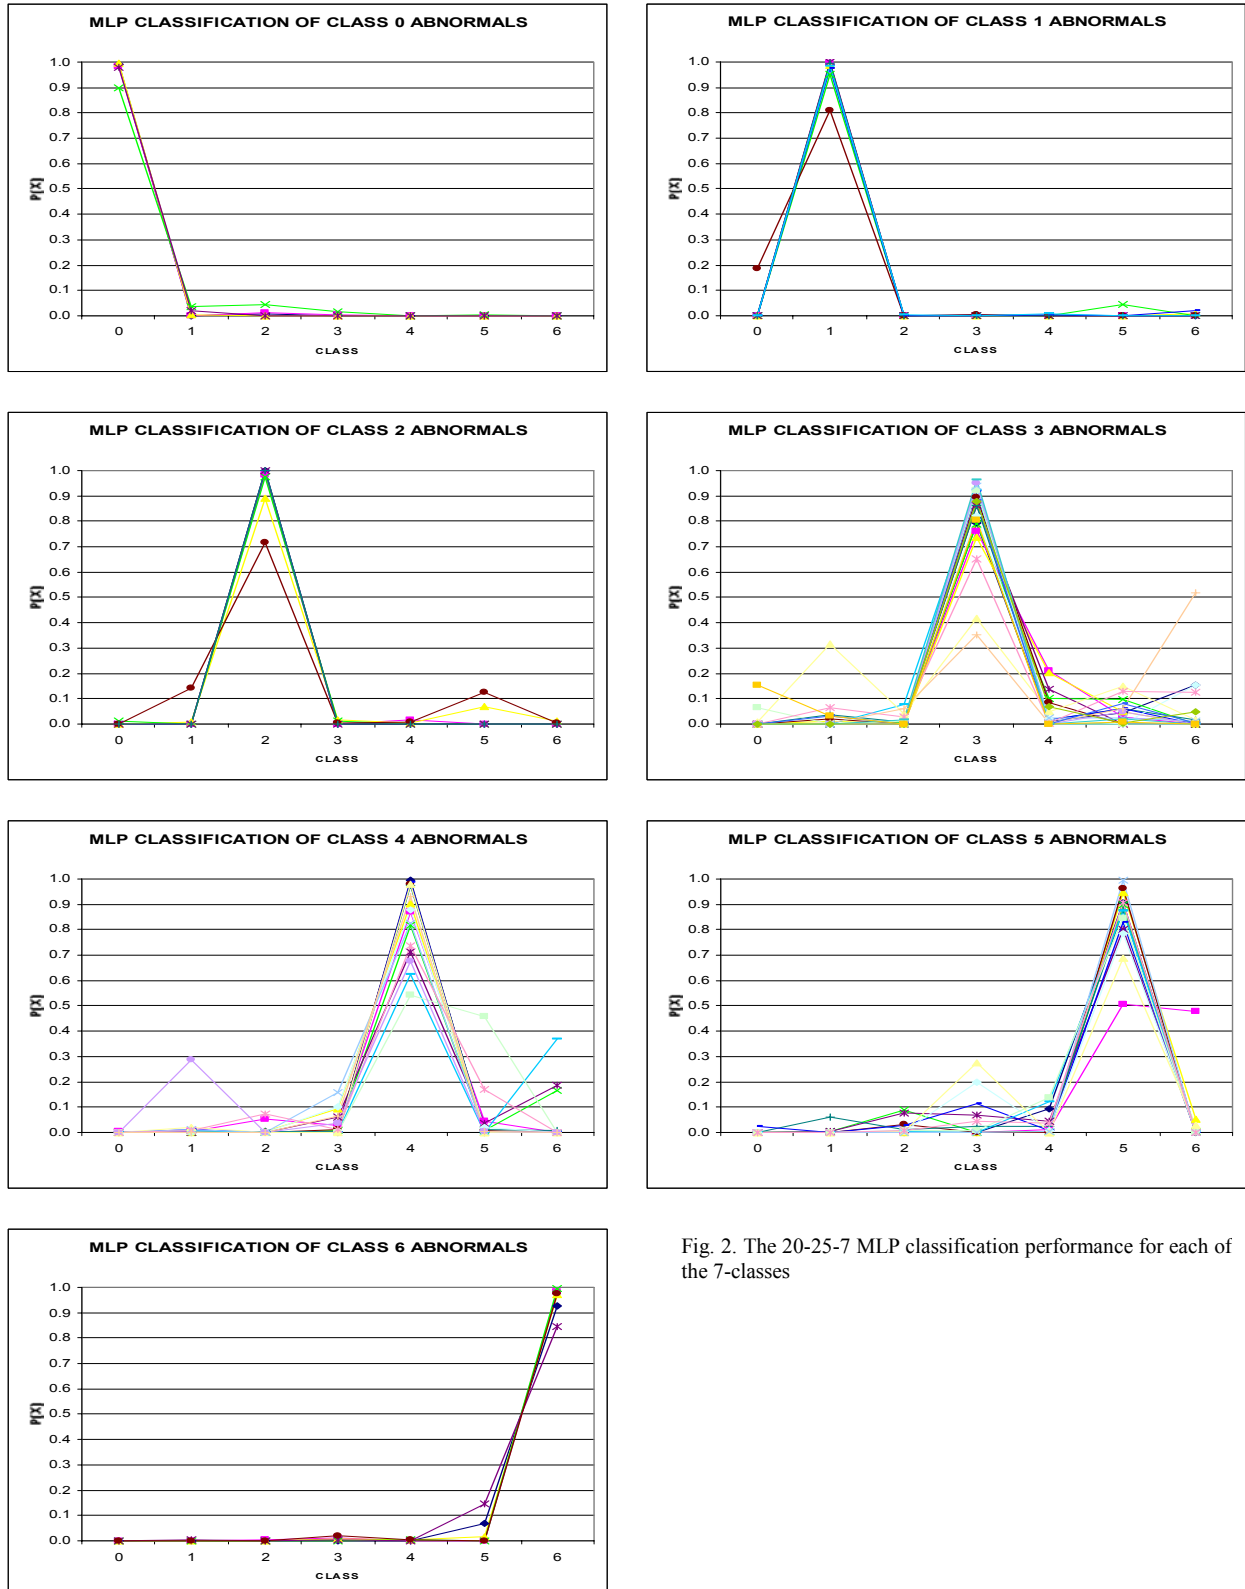 MLP CLASSIFICATION OF CLASS 0 ABNORMALS
1.0
0.9
0.8
0.7
0.6
0.5
0.4
0.3
0.2
0.1
0.0
P[X]
0 1 2 3 4 5 6
CLASS
MLP CLASSIFICATION OF CLASS 1 ABNORMALS
1.0
0.9
0.8
0.7
0.6
0.5
0.4
0.3
0.2
0.1
0.0
P[X]
0 1 2 3 4 5 6
CLASS
MLP CLASSIFICATION OF CLASS 2 ABNORMALS
1.0
0.9
0.8
0.7
0.6
0.5
0.4
0.3
0.2
0.1
0.0
P[X]
0 1 2 3 4 5 6
CLASS
MLP CLASSIFICATION OF CLASS 3 ABNORMALS
1.0
0.9
0.8
0.7
0.6
0.5
0.4
0.3
0.2
0.1
0.0
P[X]
0 1 2 3 4 5 6
CLASS
MLP CLASSIFICATION OF CLASS 4 ABNORMALS
1.0
0.9
0.8
0.7
0.6
0.5
0.4
0.3
0.2
0.1
0.0
P[X]
0 1 2 3 4 5 6
CLASS
MLP CLASSIFICATION OF CLASS 5 ABNORMALS
1.0
0.9
0.8
0.7
0.6
0.5
0.4
0.3
0.2
0.1
0.0
P[X]
0 1 2 3 4 5 6
CLASS
MLP CLASSIFICATION OF CLASS 6 ABNORMALS
1.0
0.9
0.8
0.7
0.6
0.5
0.4
0.3
0.2
0.1
0.0
P[X]
0 1 2 3 4 5 6
CLASS
Fig. 2. The 20-25-7 MLP classification performance for each of
the 7-classes